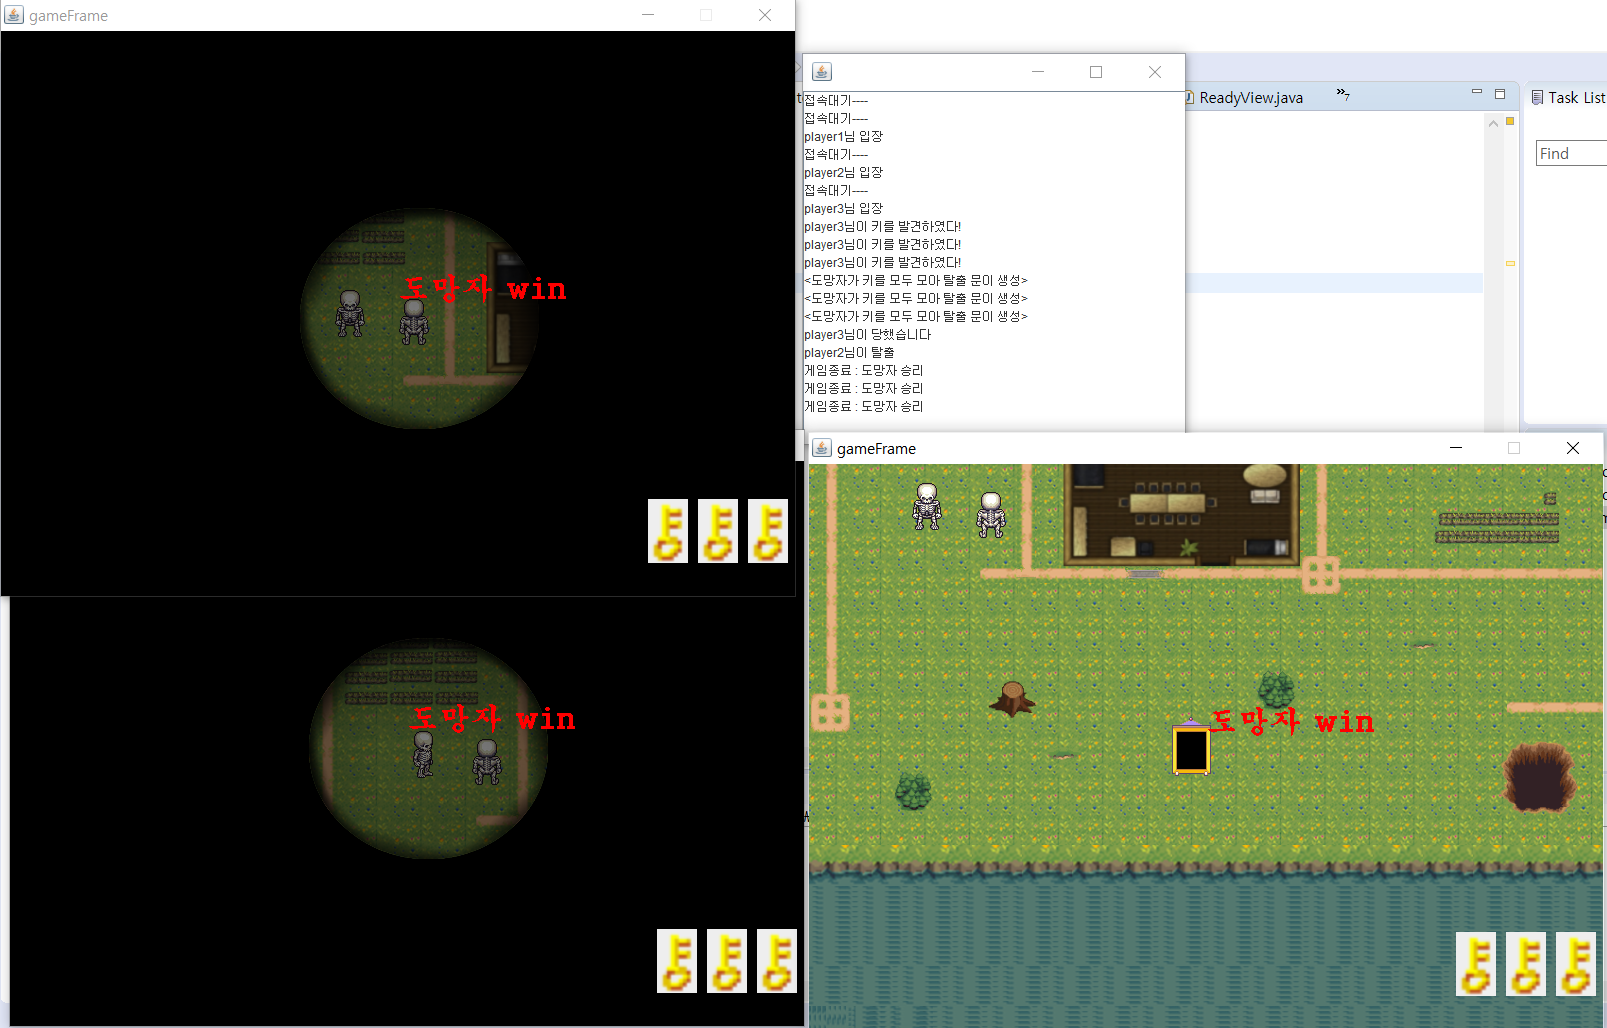 gameFrame
도망자 win
접속대기----
접속대기----
player1님 입장
접속대기----
player2님 입장
접속대기----
player3님 입장
player3님이 키를 발견하였다!
player3님이 키를 발견하였다!
player3님이 키를 발견하였다!
<도망자가 키를 모두 모아 탈출 문이 생성>
<도망자가 키를 모두 모아 탈출 문이 생성>
<도망자가 키를 모두 모아 탈출 문이 생성>
player3님이 당했습니다
player2님이 탈출
게임종료 : 도망자 승리
게임종료 : 도망자 승리
게임종료 : 도망자 승리
ReadyView.java
»7
Task List
Find
gameFrame
도망자 win
도망자 win